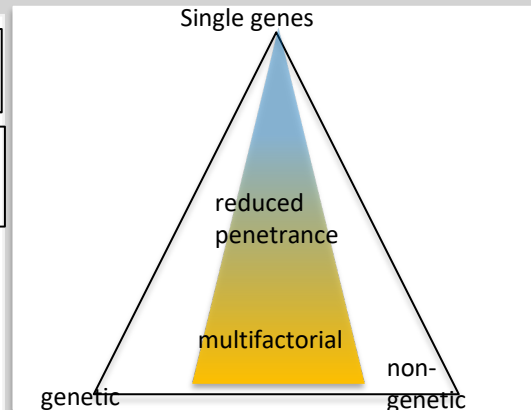 Single genes
reduced
penetrance
multifactorial
non-
genetic
genetic